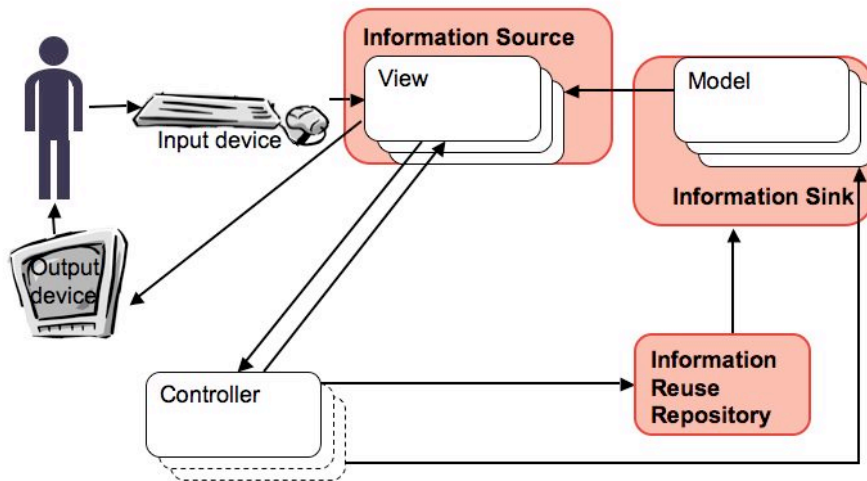 Information Source
View
Model
Input device
Information Sink
Output
device
Controller
Information
Reuse
Repository